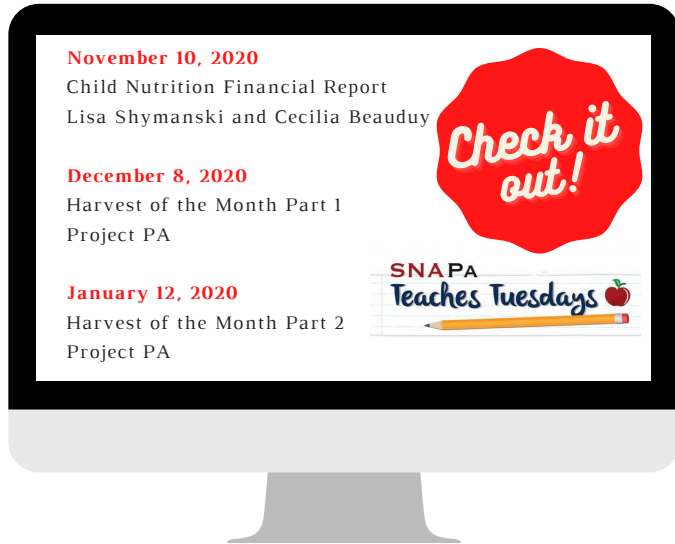 November 10, 2020
Child Nutrition Financial Report
Lisa Shymanski and Cecilia Beauduy
December 8, 2020
Harvest of the Month Part 1
Project PA
January 12, 2020
Harvest of the Month Part 2
Project PA
Check it
out!
SNAPA
Teaches Tuesdays